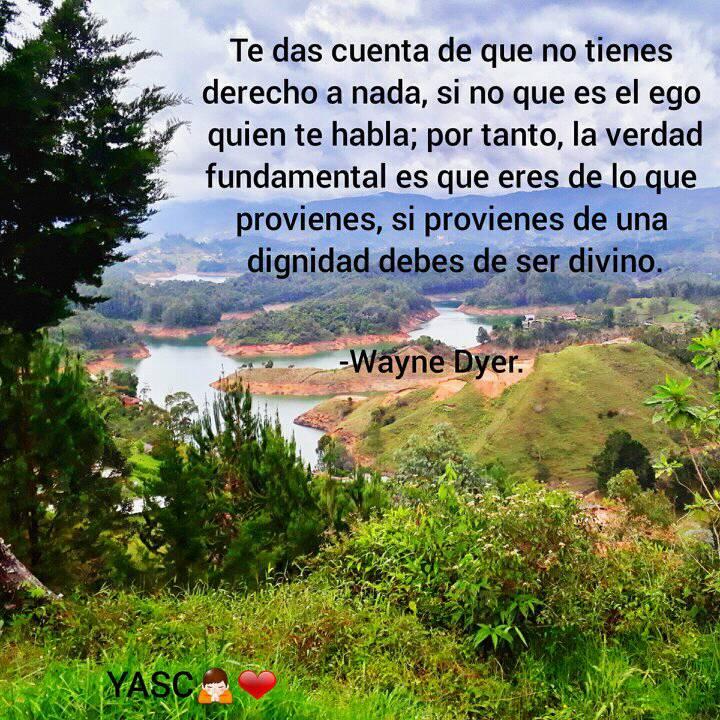 Te das cuenta de que no tienes
derecho a nada, si no que es el ego
quien te habla; por tanto, la verdad
fundamental es que eres de lo que
provienes, si provienes de una
dignidad debes de ser divino.
-Wayne Dyer.
YASC🙏❤